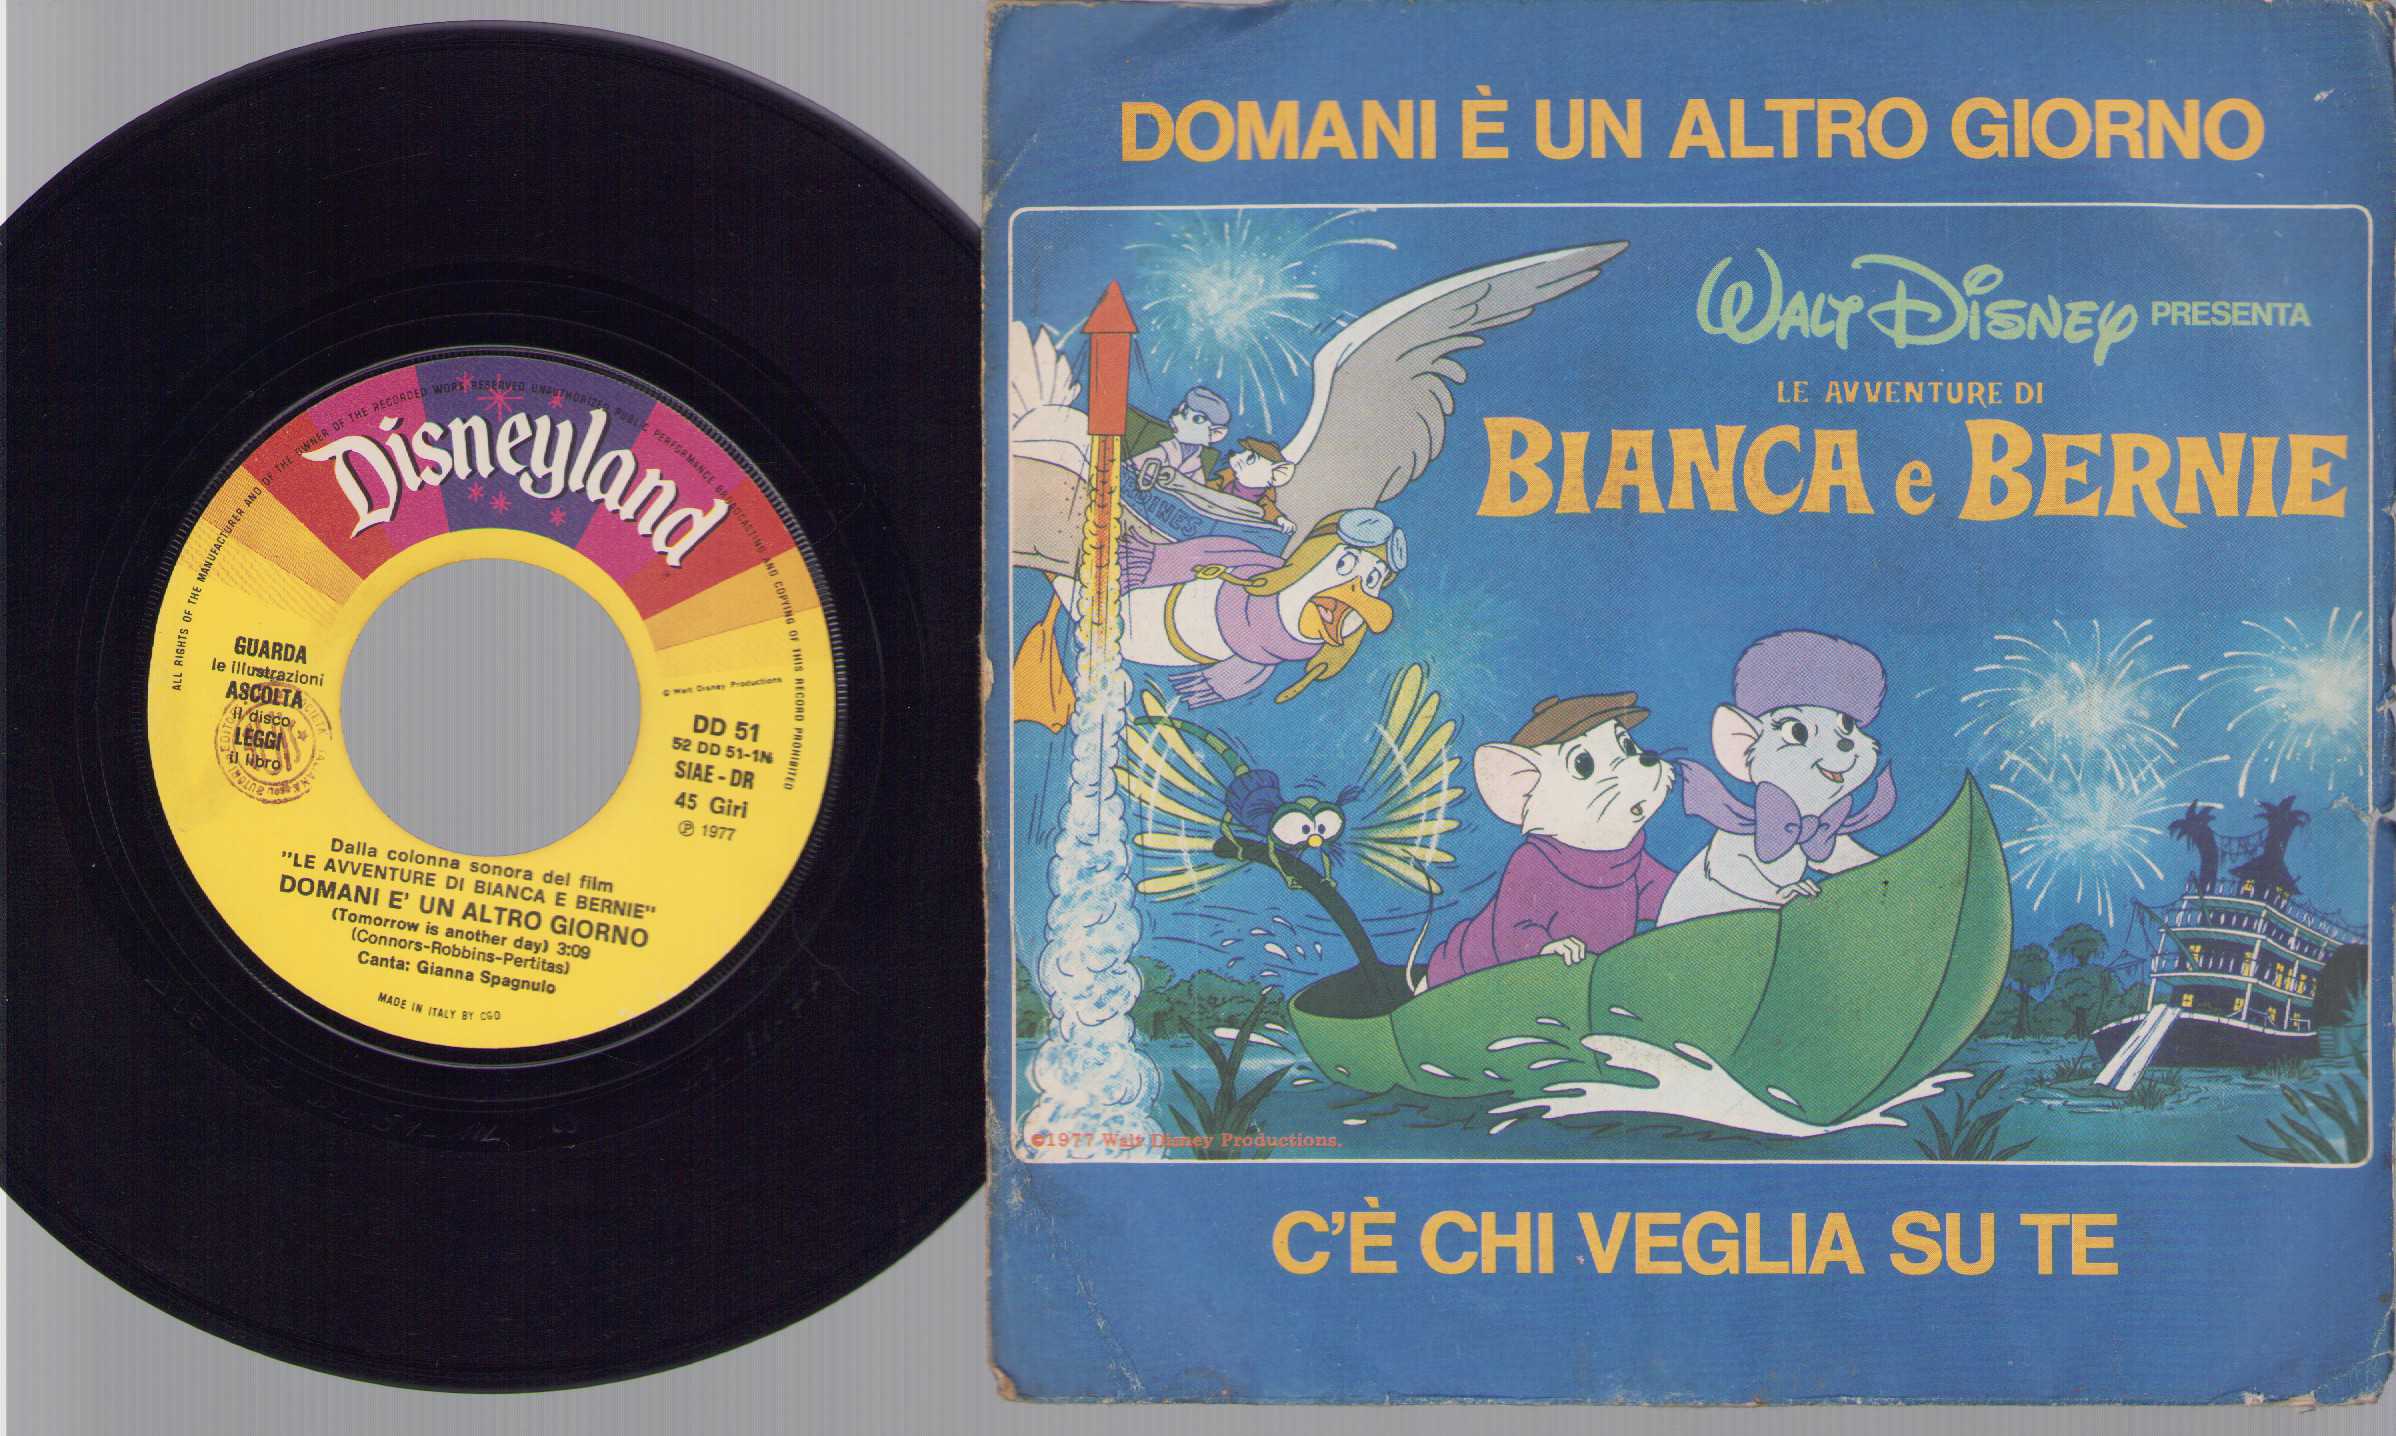 ALL RIGHTS OF THE MANUFACTURER AND OF THE OWNER OF THE RECORDED WORK RESERVED UNAUTHORIZED PUBLIC PERFORMANCE BROADCASTING AND COPYING OF THIS RECORD PROHIBITED
Disneyland
GUARDA
le illustrazioni
ASCOLTA
il disco
LEGGI
il libro
© Walt Disney Productions
DD 51
52 DD 51-1N
SIAE - DR
45 Giri
℗ 1977
Dalla colonna sonora del film
"LE AVVENTURE DI BIANCA E BERNIE"
DOMANI E' UN ALTRO GIORNO
(Tomorrow is another day) 3:09
(Connors-Robbins-Pertitas)
Canta: Gianna Spagnulo
MADE IN ITALY BY CGD
DOMANI È UN ALTRO GIORNO
WALT DISNEY PRESENTA
LE AVVENTURE DI
BIANCA e BERNIE
©1977 Walt Disney Productions.
C'È CHI VEGLIA SU TE